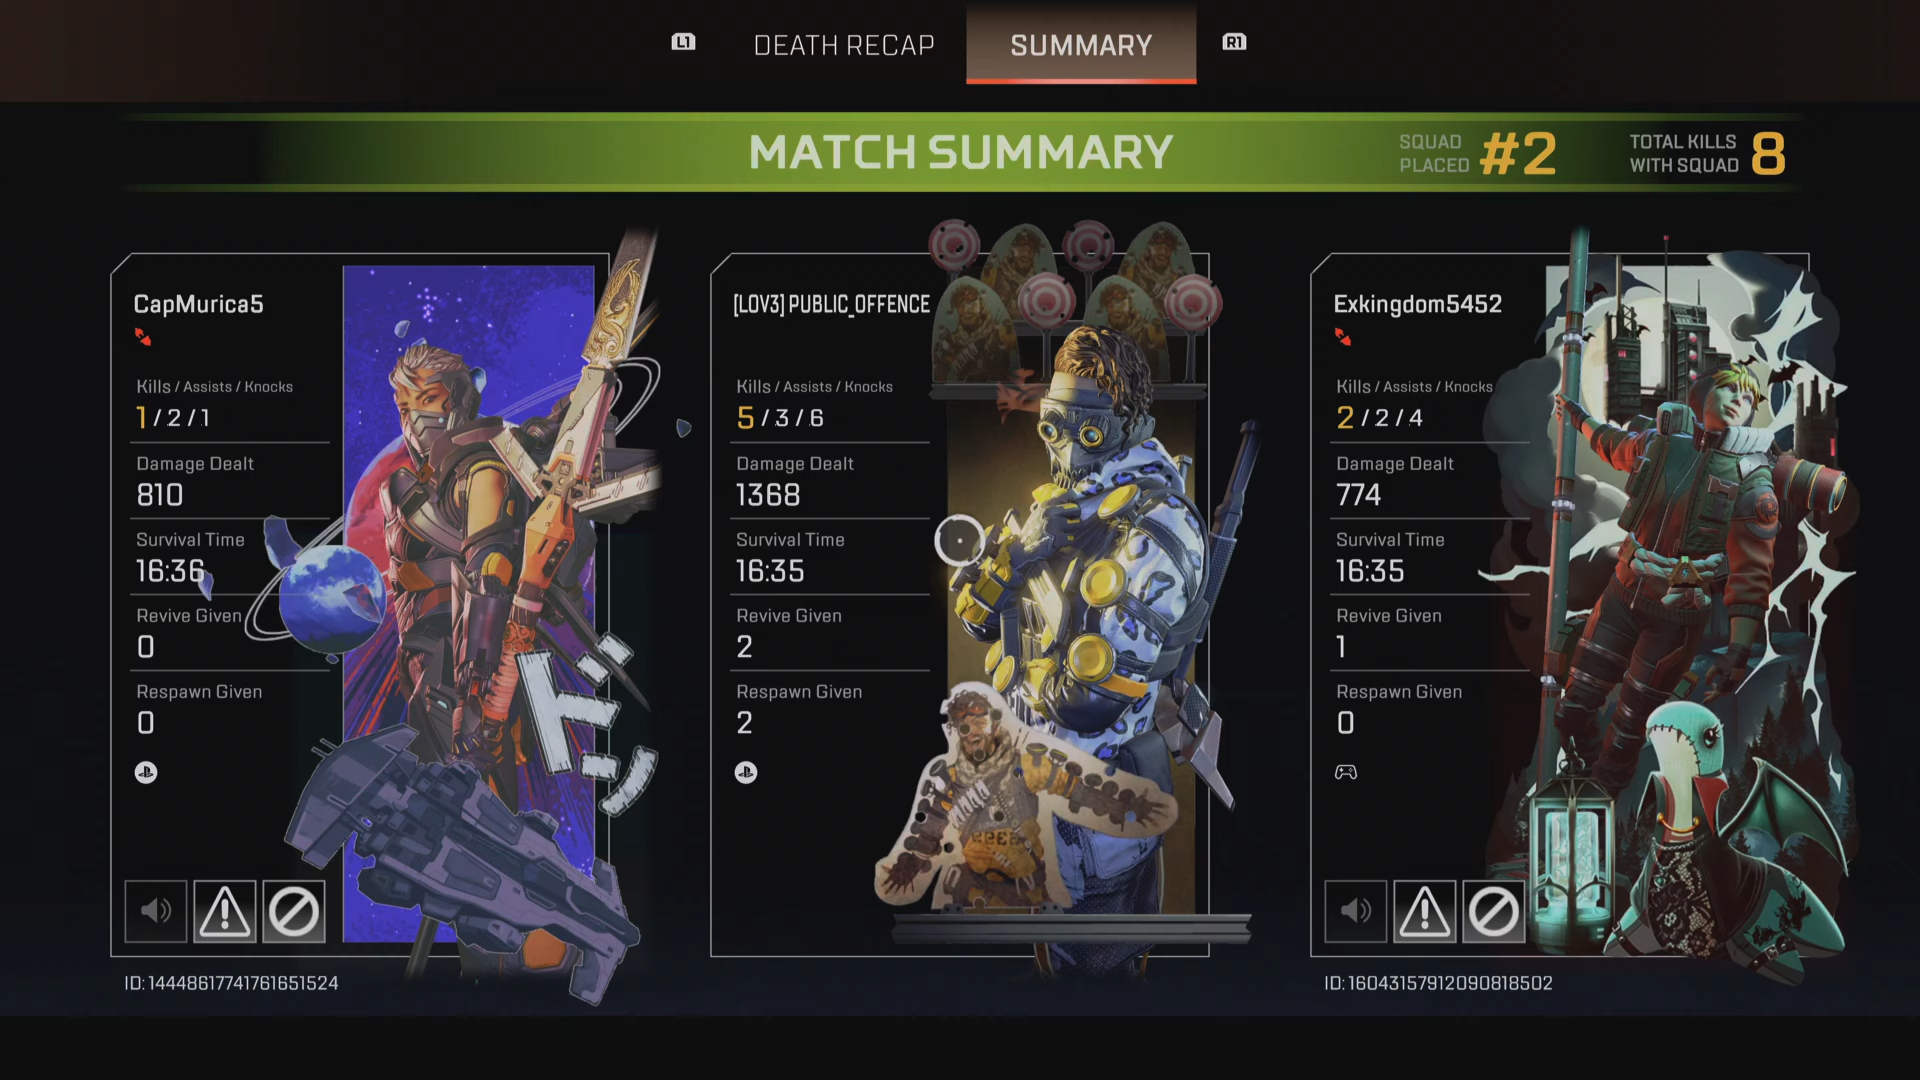 L1
DEATH RECAP
SUMMARY
R1
MATCH SUMMARY
SQUAD
PLACED
#2
TOTAL KILLS
WITH SQUAD
8
CapMurica5
Kills / Assists / Knocks
1 / 2 / 1
Damage Dealt
810
Survival Time
16:36
Revive Given
0
Respawn Given
0
ドン
ID: 14448617741761651524
[LOV3] PUBLIC_OFFENCE
Kills / Assists / Knocks
5 / 3 / 6
Damage Dealt
1368
Survival Time
16:35
Revive Given
2
Respawn Given
2
Exkingdom5452
Kills / Assists / Knocks
2 / 2 / 4
Damage Dealt
774
Survival Time
16:35
Revive Given
1
Respawn Given
0
ID: 16043157912090818502